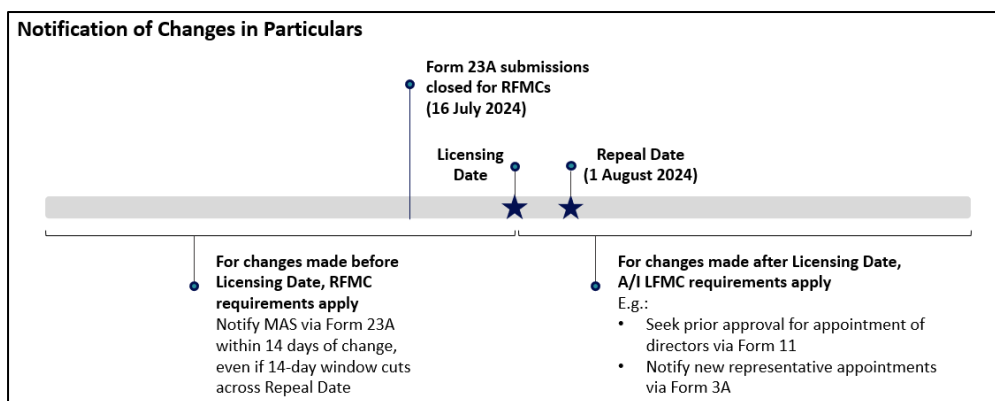 Notification of Changes in Particulars
Form 23A submissions
closed for RFMCs
(16 July 2024)
Licensing
Date
Repeal Date
(1 August 2024)
For changes made before
Licensing Date, RFMC
requirements apply
Notify MAS via Form 23A
within 14 days of change,
even if 14-day window cuts
across Repeal Date
For changes made after Licensing Date,
A/I LFMC requirements apply
E.g.:
• Seek prior approval for appointment of
directors via Form 11
• Notify new representative appointments
via Form 3A